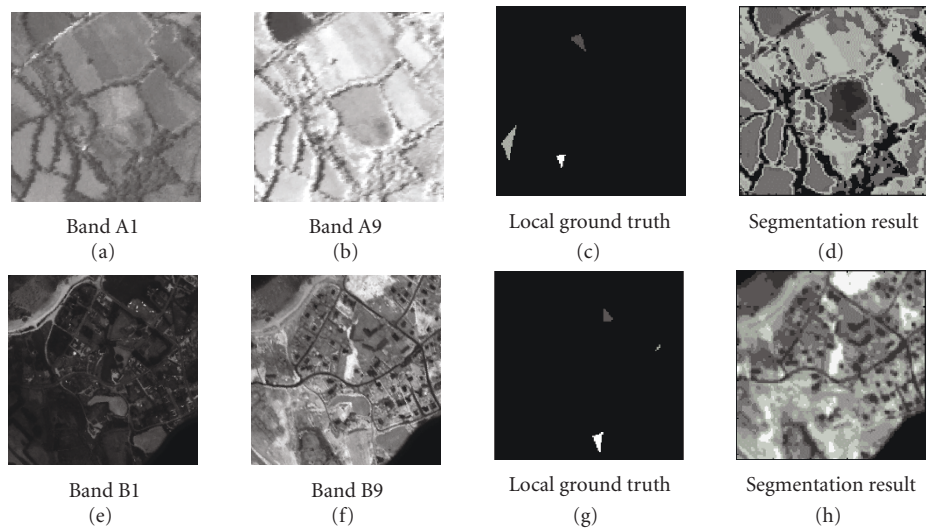 Band A1
Band A9
Local ground truth
Segmentation result
(a)
(b)
(c)
(d)
Band B1
Band B9
Local ground truth
Segmentation result
(e)
(f)
(g)
(h)